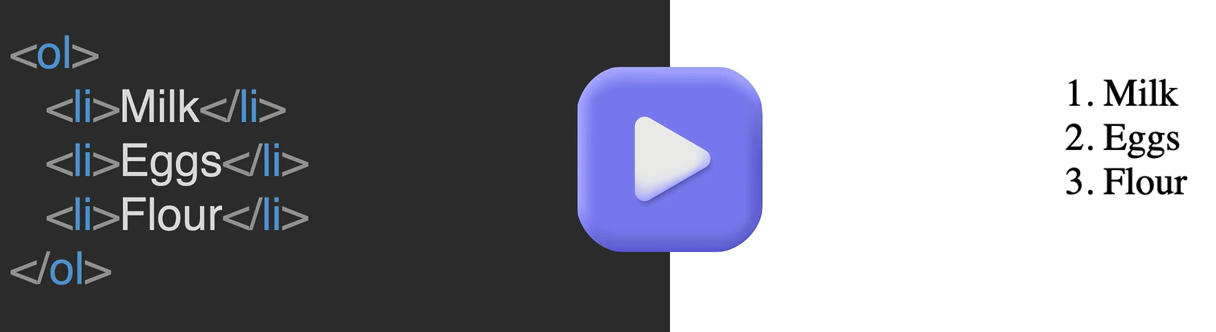 <ol>
<li>Milk</li>
<li>Eggs</li>
<li>Flour</li>
</ol>
1. Milk
2. Eggs
3. Flour